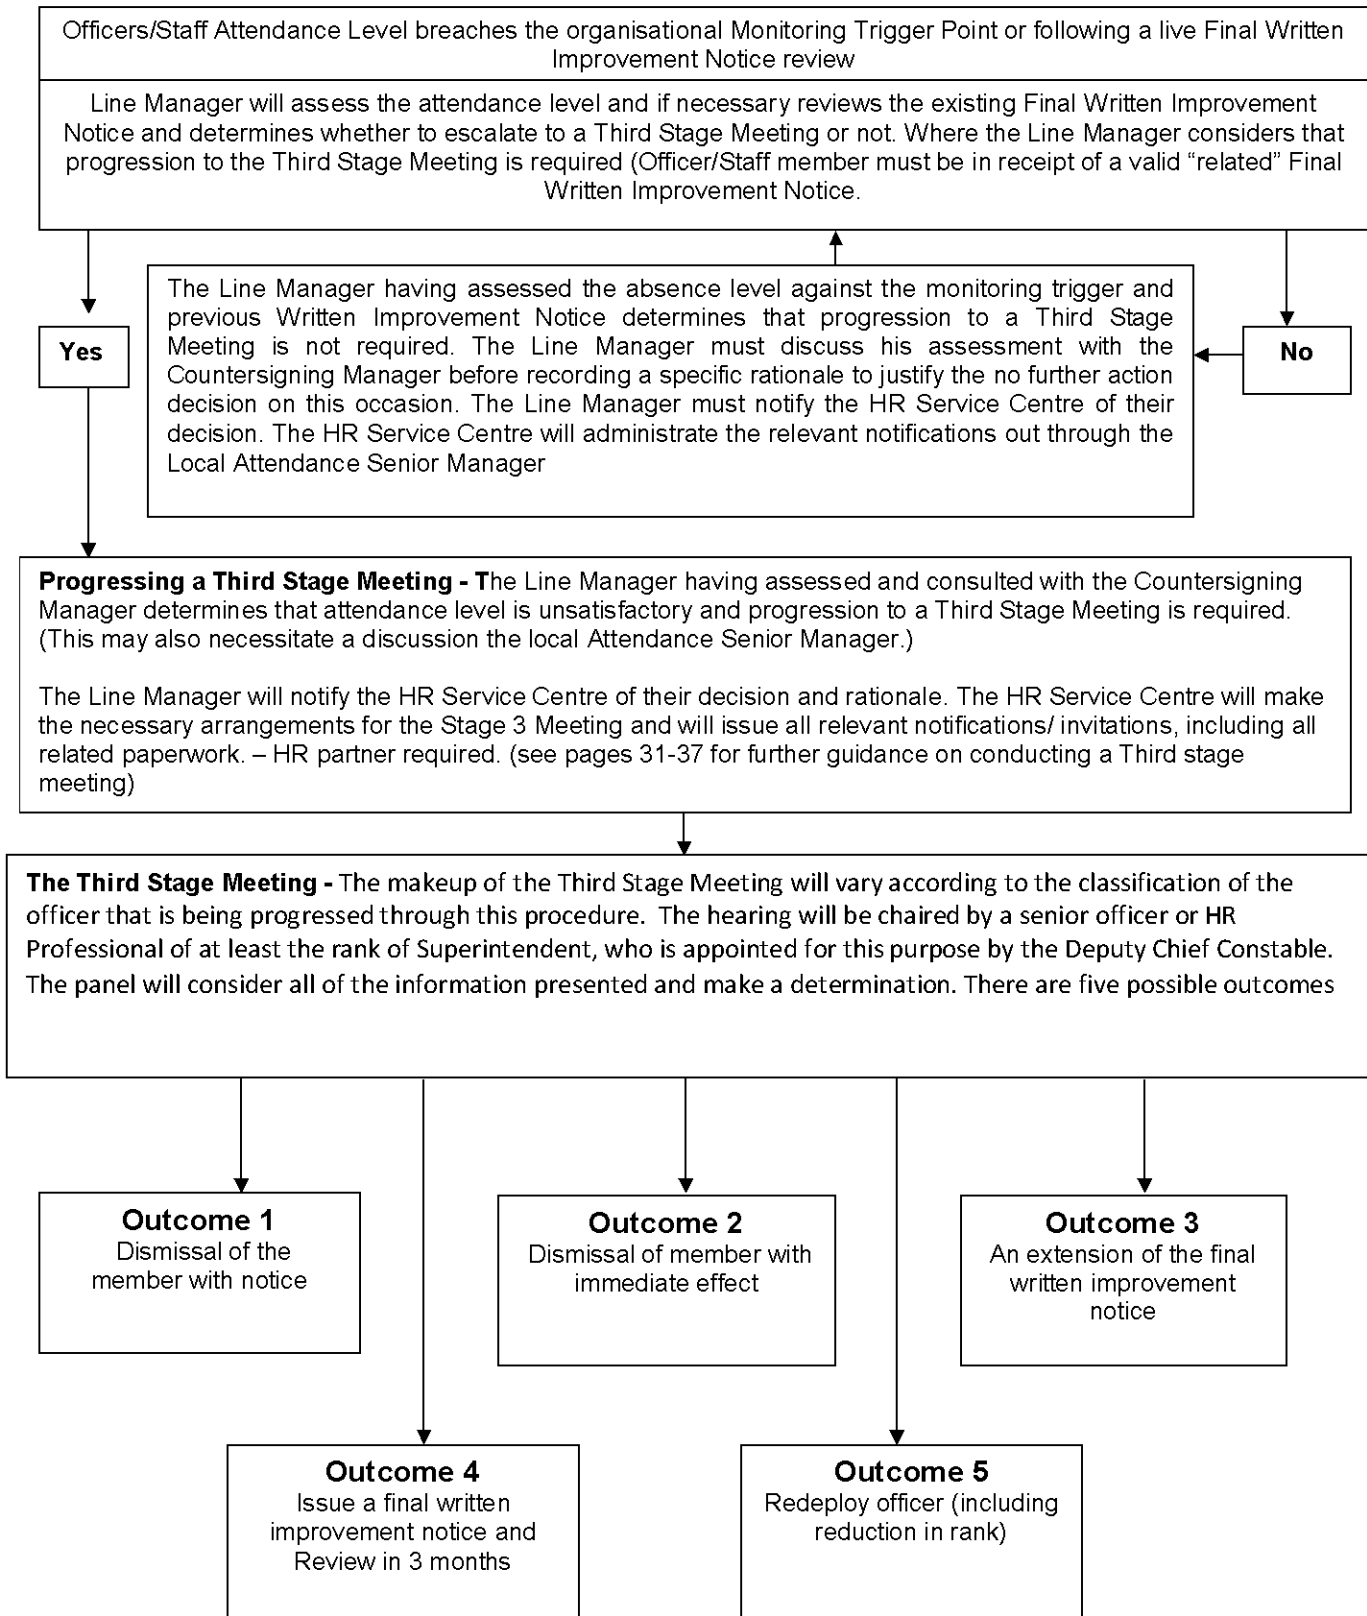 Officers/Staff Attendance Level breaches the organisational Monitoring Trigger Point or following a live Final Written
Improvement Notice review
Line Manager will assess the attendance level and if necessary reviews the existing Final Written Improvement
Notice and determines whether to escalate to a Third Stage Meeting or not. Where the Line Manager considers that
progression to the Third Stage Meeting is required (Officer/Staff member must be in receipt of a valid “related” Final
Written Improvement Notice.
The Line Manager having assessed the absence level against the monitoring trigger and
previous Written Improvement Notice determines that progression to a Third Stage
Meeting is not required. The Line Manager must discuss his assessment with the
Countersigning Manager before recording a specific rationale to justify the no further action
decision on this occasion. The Line Manager must notify the HR Service Centre of their
decision. The HR Service Centre will administrate the relevant notifications out through the
Local Attendance Senior Manager
Yes
No
Progressing a Third Stage Meeting - The Line Manager having assessed and consulted with the Countersigning
Manager determines that attendance level is unsatisfactory and progression to a Third Stage Meeting is required.
(This may also necessitate a discussion the local Attendance Senior Manager.)
The Line Manager will notify the HR Service Centre of their decision and rationale. The HR Service Centre will make
the necessary arrangements for the Stage 3 Meeting and will issue all relevant notifications/ invitations, including all
related paperwork. – HR partner required. (see pages 31-37 for further guidance on conducting a Third stage
meeting)
The Third Stage Meeting - The makeup of the Third Stage Meeting will vary according to the classification of the
officer that is being progressed through this procedure. The hearing will be chaired by a senior officer or HR
Professional of at least the rank of Superintendent, who is appointed for this purpose by the Deputy Chief Constable.
The panel will consider all of the information presented and make a determination. There are five possible outcomes
Outcome 1
Dismissal of the
member with notice
Outcome 2
Dismissal of member with
immediate effect
Outcome 3
An extension of the final
written improvement
notice
Outcome 4
Issue a final written
improvement notice and
Review in 3 months
Outcome 5
Redeploy officer (including
reduction in rank)